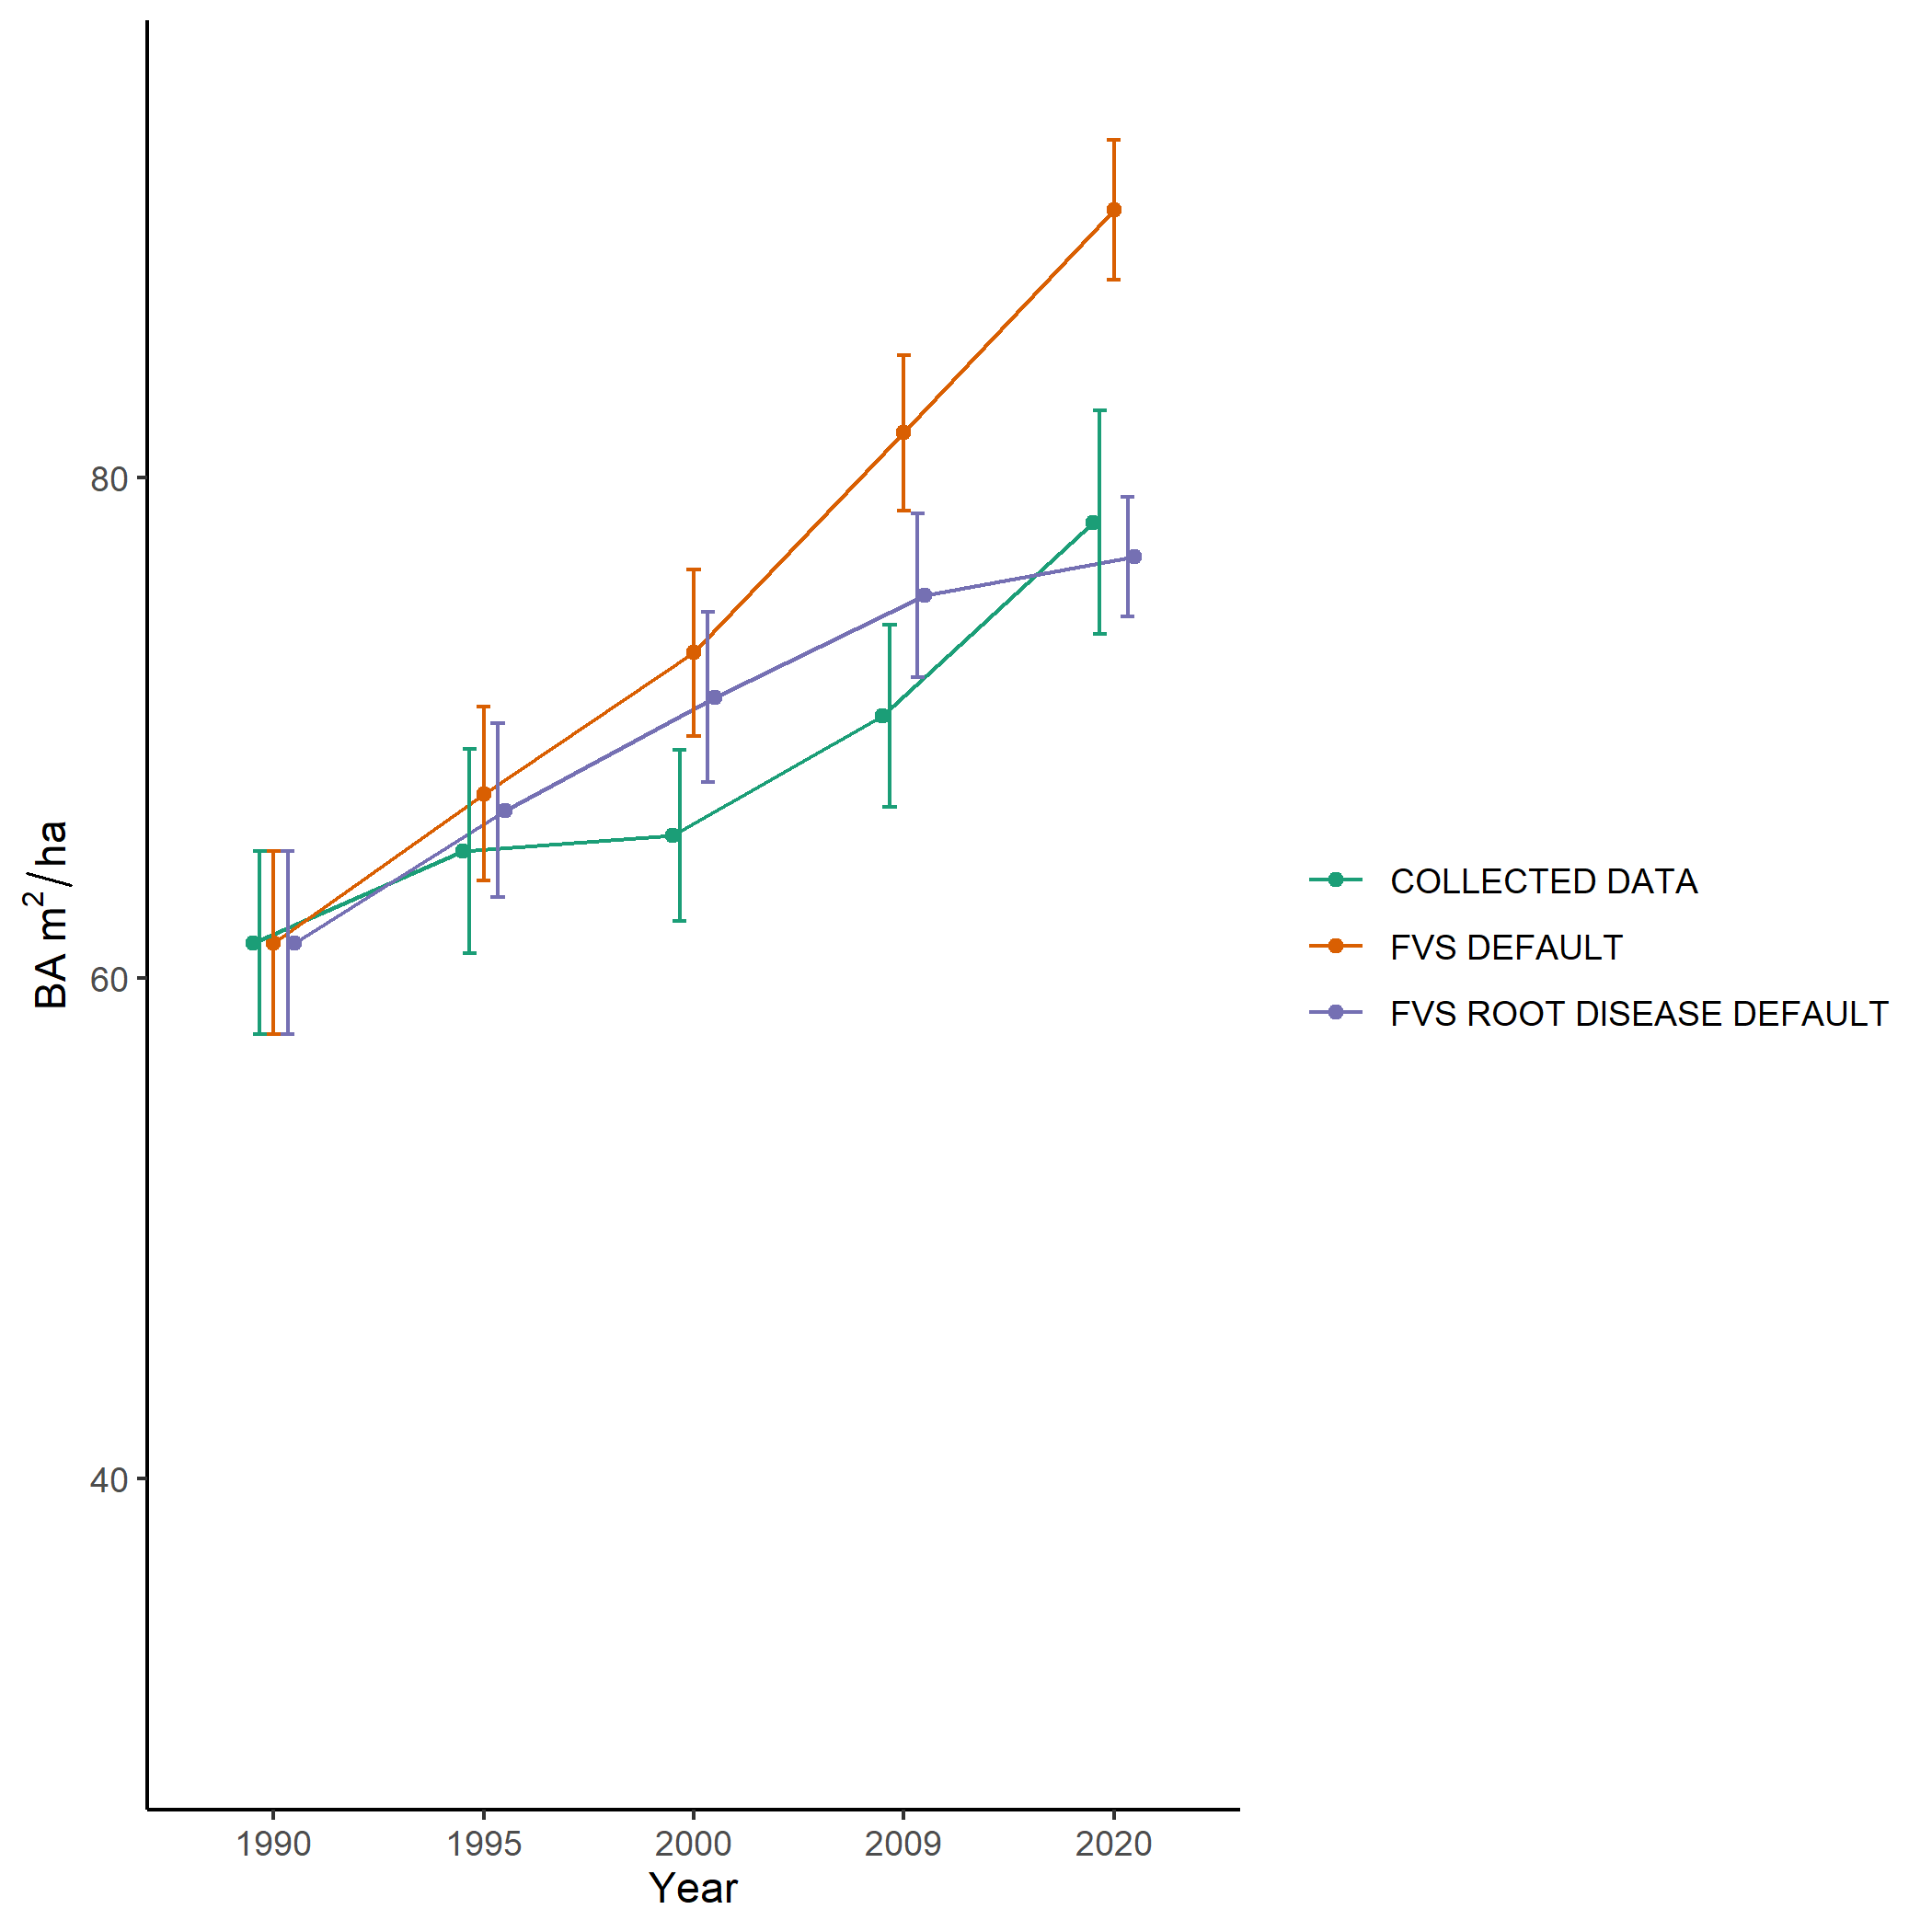 BA m²/ha
80
60
40
1990 1995 2000 2009 2020
Year
COLLECTED DATA
FVS DEFAULT
FVS ROOT DISEASE DEFAULT